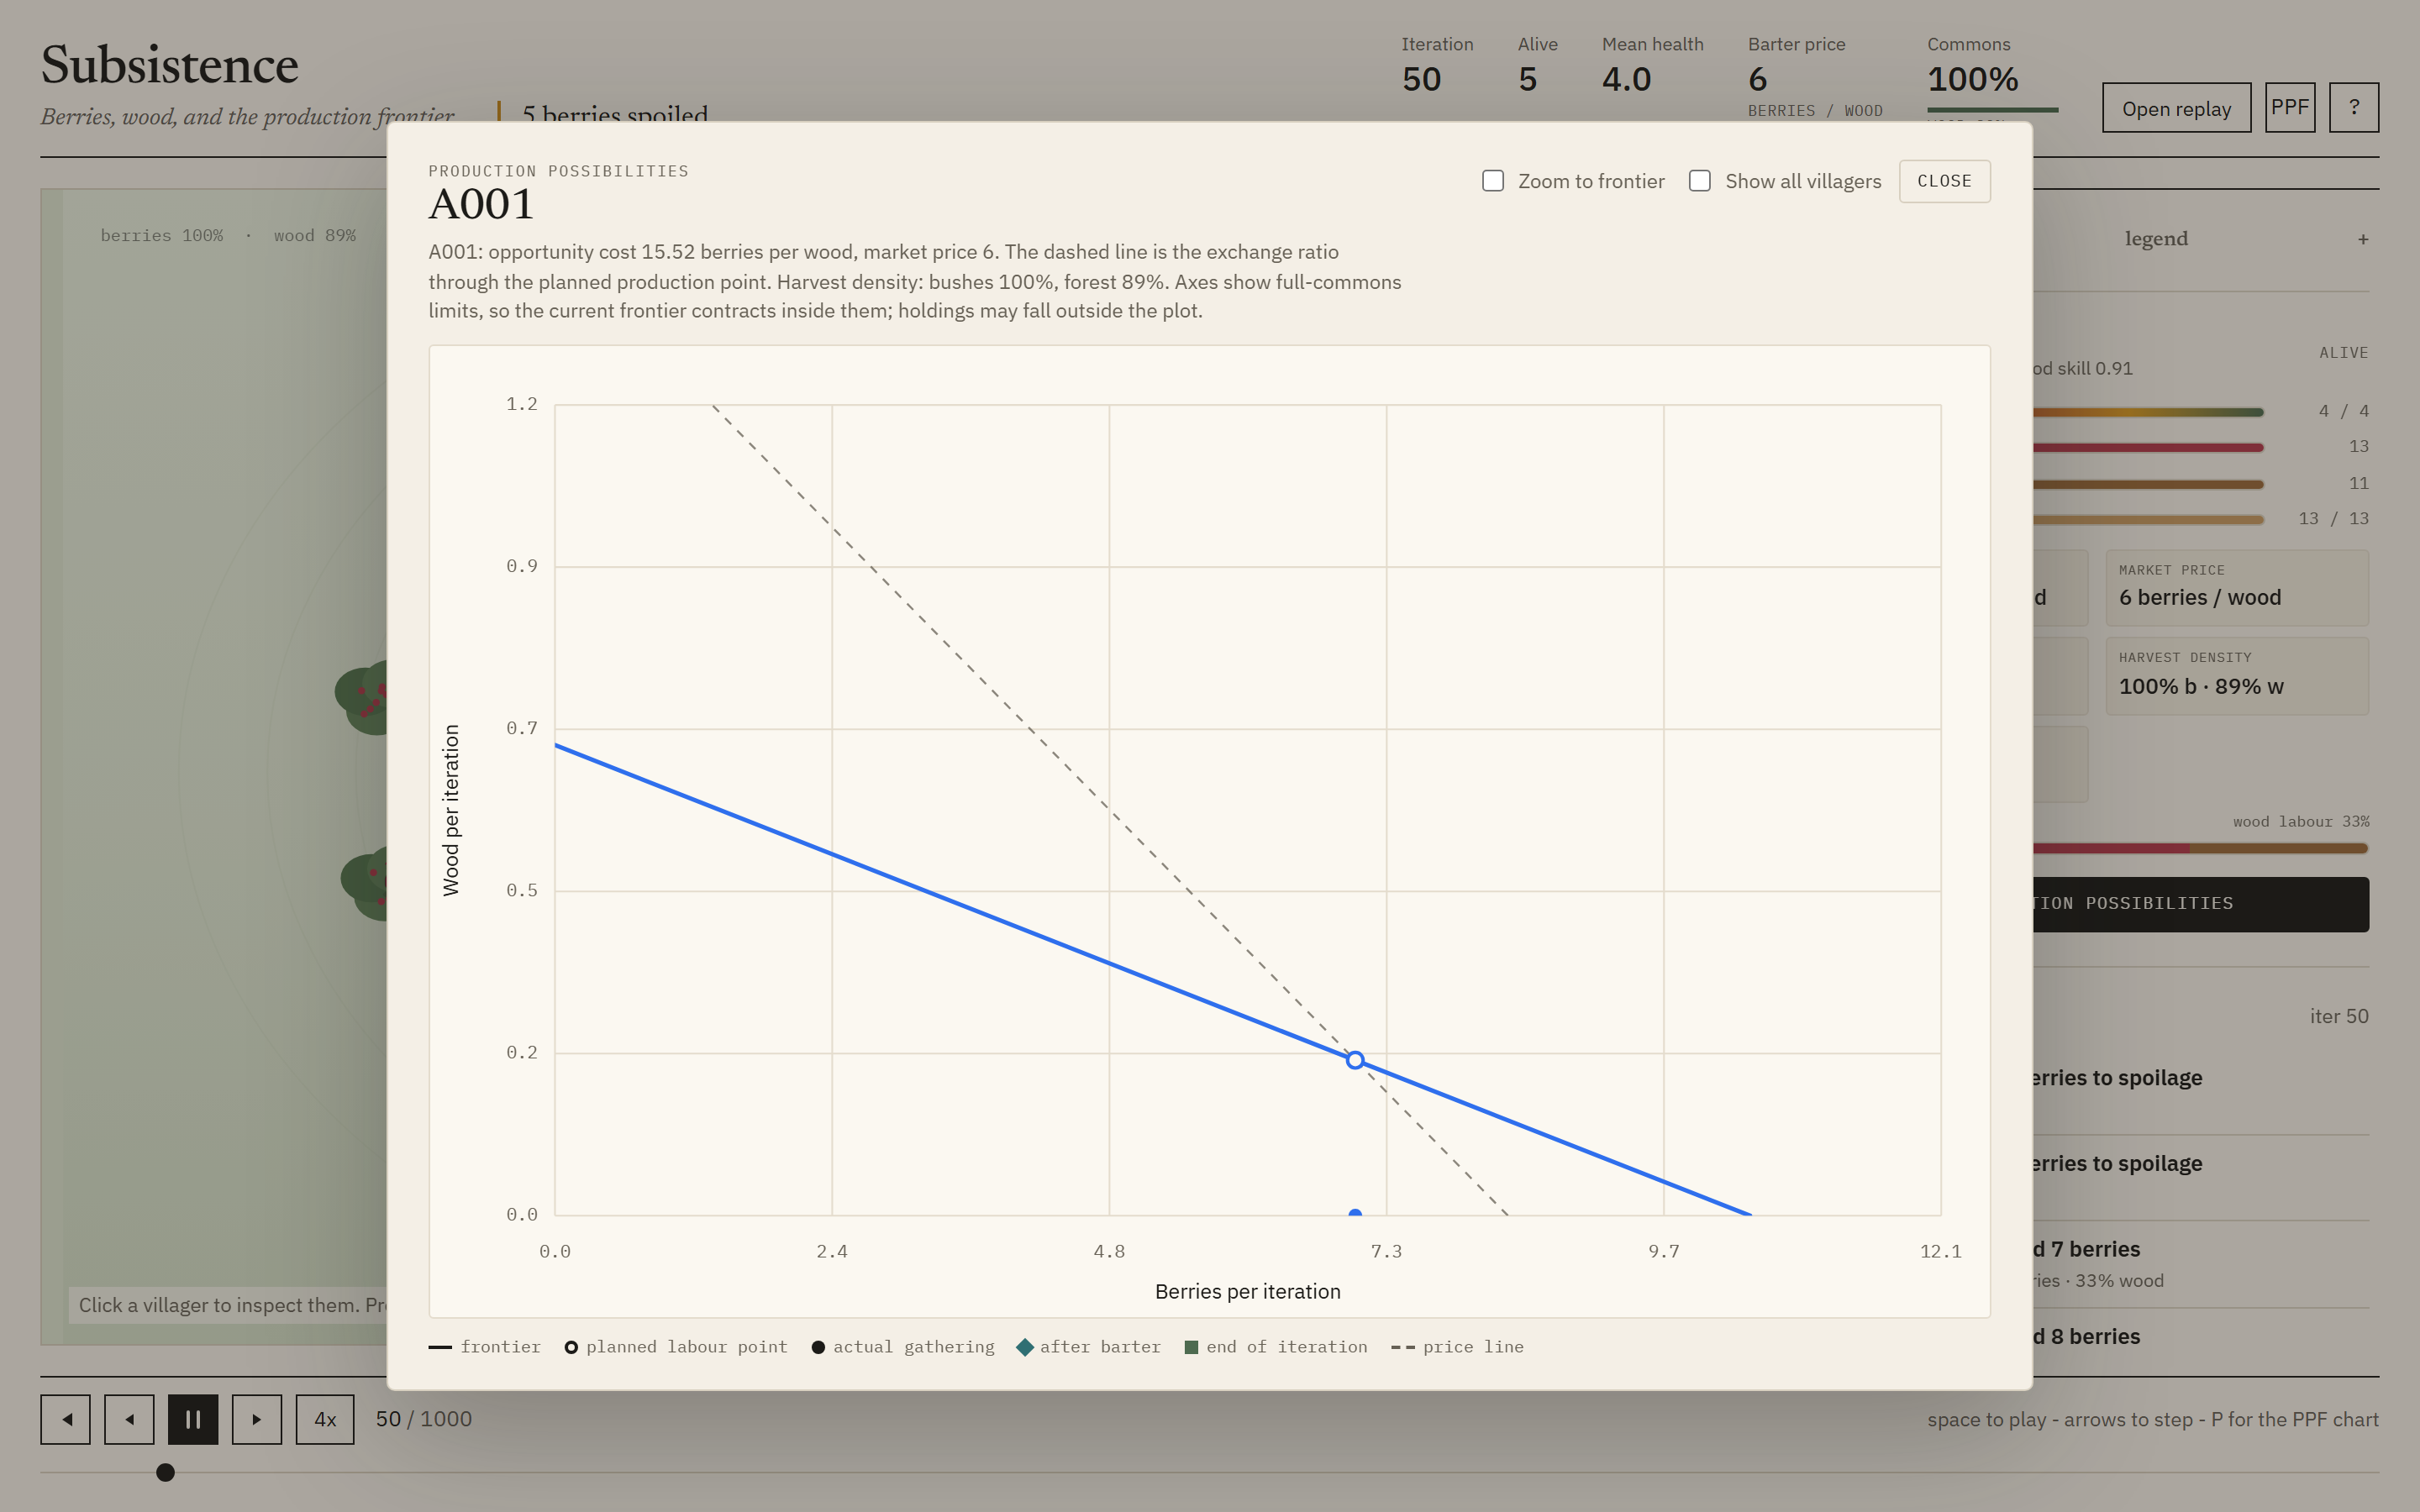 Subsistence
Berries, wood, and the production frontier
5 berries spoiled
Iteration
50
Alive
5
Mean health
4.0
Barter price
6
BERRIES / WOOD
Commons
100%
Open replay
PPF
?
berries 100% · wood 89%
PRODUCTION POSSIBILITIES
A001
Zoom to frontier
Show all villagers
CLOSE
A001: opportunity cost 15.52 berries per wood, market price 6. The dashed line is the exchange ratio
through the planned production point. Harvest density: bushes 100%, forest 89%. Axes show full-commons
limits, so the current frontier contracts inside them; holdings may fall outside the plot.
1.2
0.9
0.7
0.5
0.2
0.0
Wood per iteration
0.0
2.4
4.8
7.3
9.7
12.1
Berries per iteration
frontier
planned labour point
actual gathering
after barter
end of iteration
price line
legend
+
ALIVE
od skill 0.91
4 / 4
13
11
13 / 13
d
MARKET PRICE
6 berries / wood
HARVEST DENSITY
100% b · 89% w
wood labour 33%
TION POSSIBILITIES
iter 50
erries to spoilage
erries to spoilage
d 7 berries
ries · 33% wood
d 8 berries
Click a villager to inspect them. Pr
4x
50 / 1000
space to play - arrows to step - P for the PPF chart